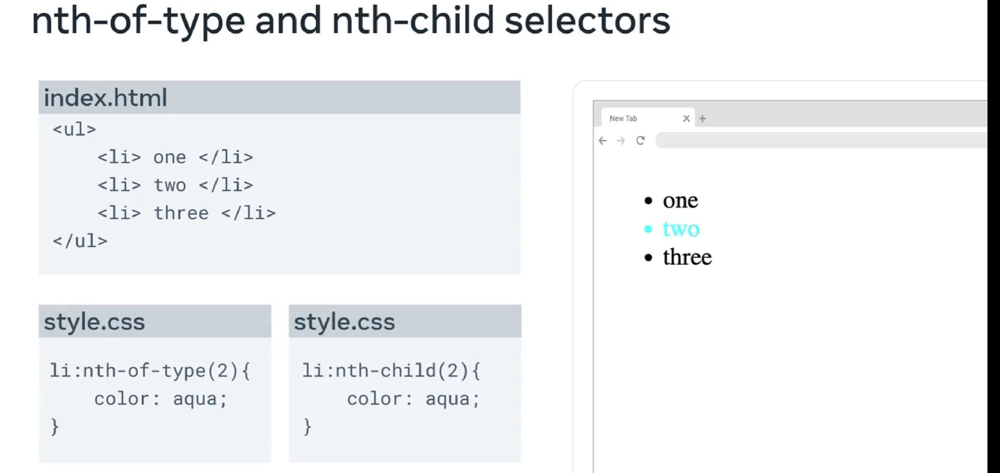 nth-of-type and nth-child selectors
index.html
<ul>
<li> one </li>
<li> two </li>
<li> three </li>
</ul>
style.css
li:nth-of-type(2){
color: aqua;
}
style.css
li:nth-child(2){
color: aqua;
}
New Tab
one
two
three